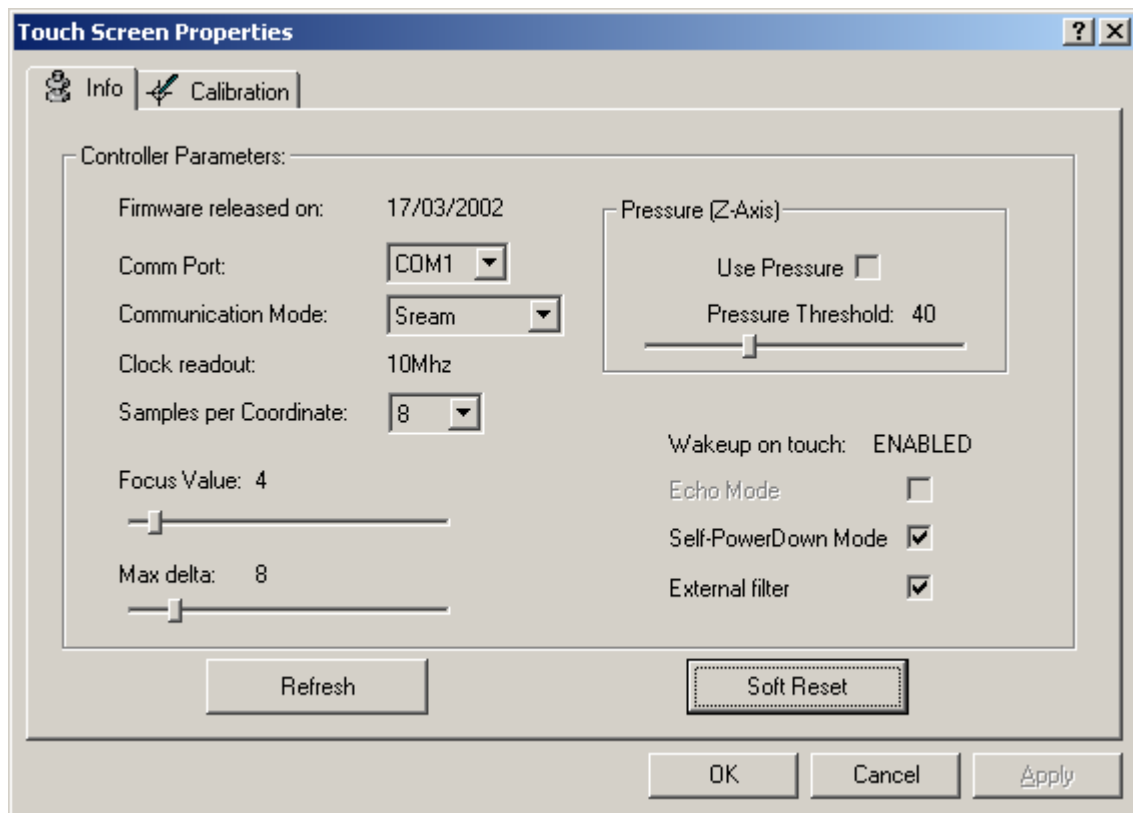 Touch Screen Properties
Info
Calibration
Controller Parameters:
Firmware released on: 17/03/2002
Comm Port: COM1
Communication Mode: Sream
Clock readout: 10Mhz
Samples per Coordinate: 8
Focus Value: 4
Max delta: 8
Pressure (Z-Axis)
Use Pressure
Pressure Threshold: 40
Wakeup on touch: ENABLED
Echo Mode
Self-PowerDown Mode
External filter
Refresh
Soft Reset
OK
Cancel
Apply